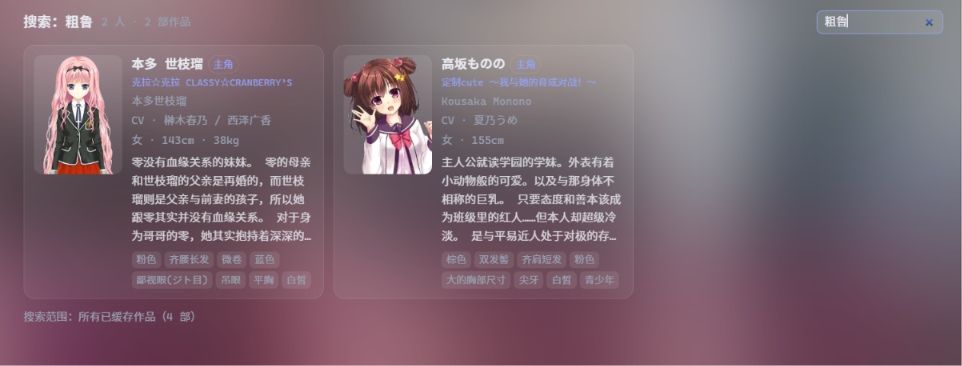 搜索: 粗鲁 2 人 · 2 部作品
粗鲁
×
本多 世枝瑠 主角
克拉☆克拉 CLASSY☆CRANBERRY'S
本多世枝瑠
CV · 榊木春乃 / 西泽广香
女 · 143cm · 38kg
零没有血缘关系的妹妹。 零的母亲
和世枝瑠的父亲是再婚的，而世枝
瑠则是父亲与前妻的孩子，所以她
跟零其实并没有血缘关系。 对于身
为哥哥的零，她其实抱持着深深的…
粉色 齐腰长发 微卷 蓝色
鄙视眼(ジト目) 吊眼 平胸 白皙
高坂ものの 主角
定制cute ～我与她的育成对战! ～
Kousaka Monono
CV · 夏乃うめ
女 · 155cm
主人公就读学园的学妹。外表有着
小动物般的可爱。以及与那身体不
相称的巨乳。 只要态度和善本该成
为班级里的红人……但本人却超级冷
淡。 是与平易近人处于对极的存…
棕色 双发髻 齐肩短发 粉色
大的胸部尺寸 尖牙 白皙 青少年
搜索范围: 所有已缓存作品 (4 部)